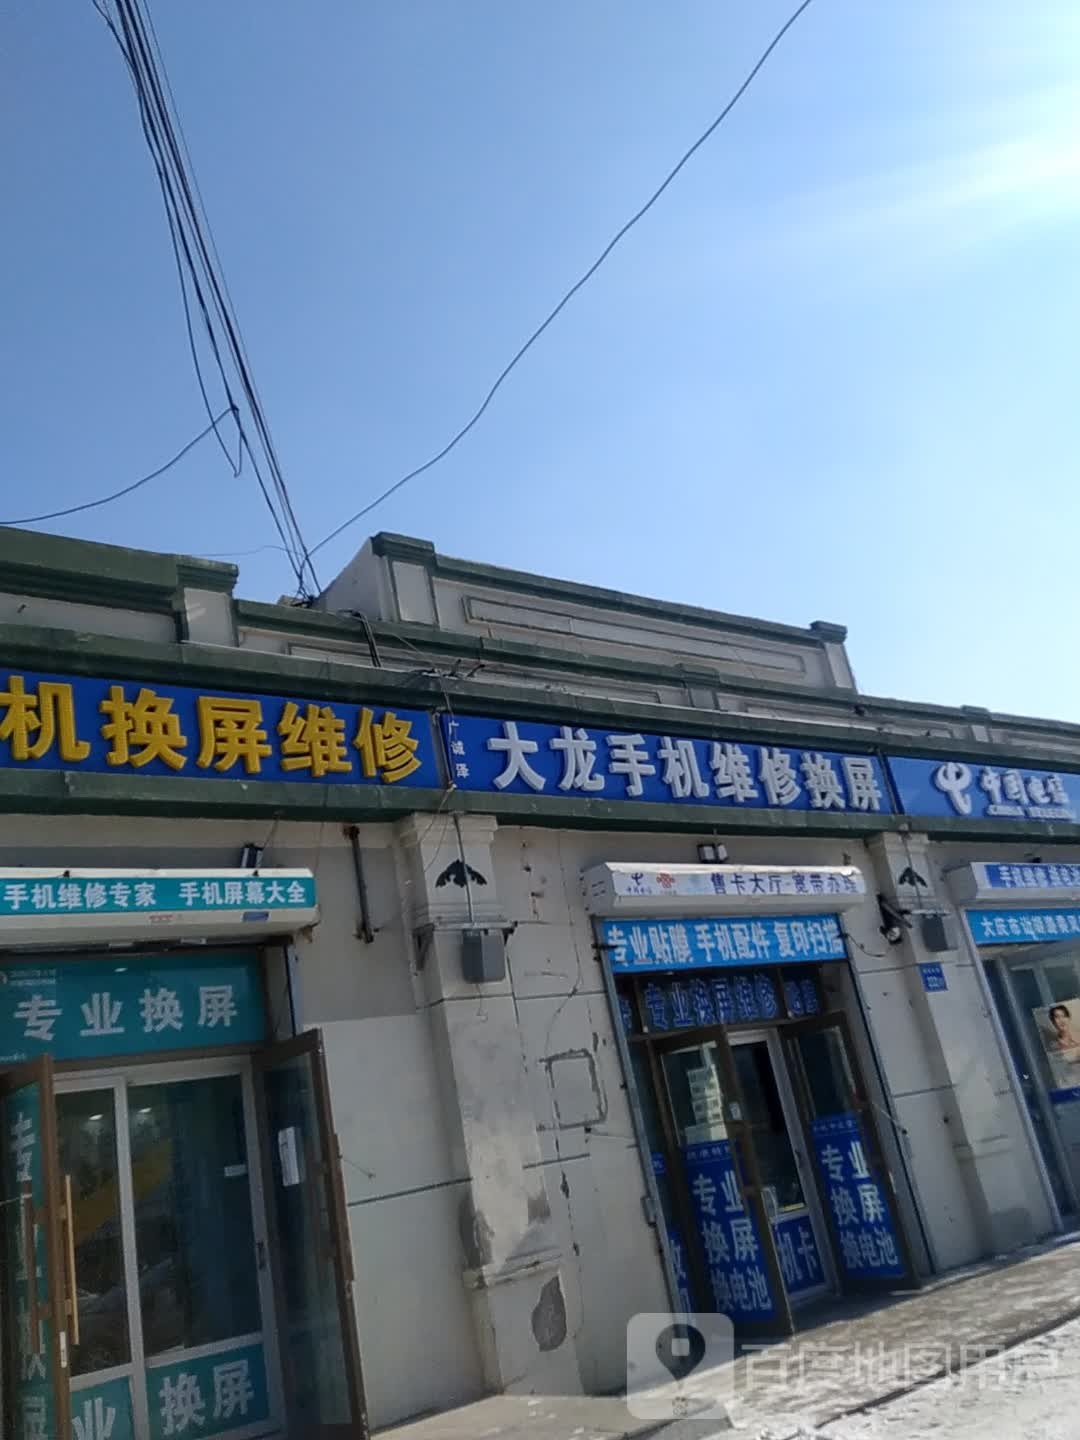 机换屏维修
广诚泽
大龙手机维修换屏
中国电信
手机维修专家 手机屏幕大全
售卡大厅 宽带办理
专业贴膜 手机配件 复印扫描
专业换屏
专业换屏维修
专业
换屏
换电池
机卡
专业
换屏
换电池
换屏
百度地图用户